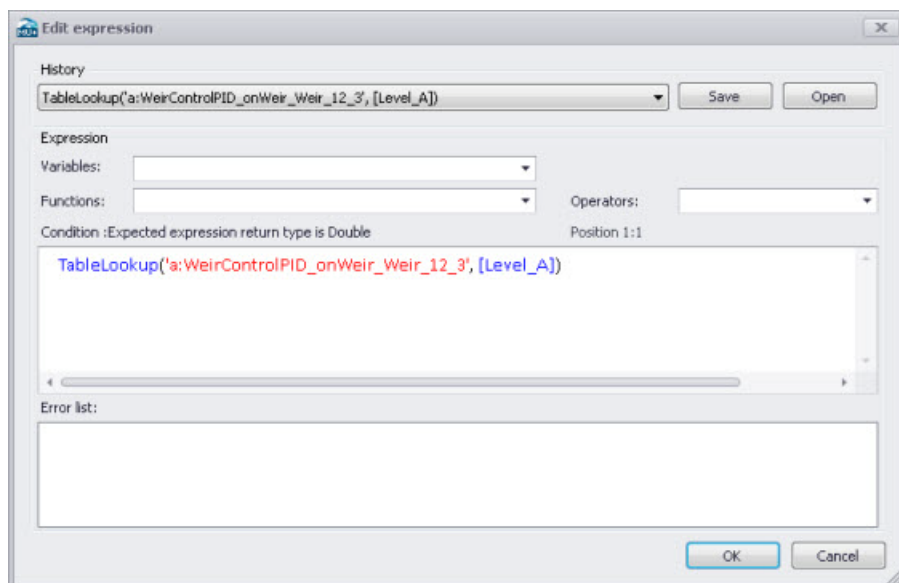 Edit expression
History
TableLookup('a:WeirControlPID_onWeir_Weir_12_3', [Level_A])
Save
Open
Expression
Variables:
Functions:
Operators:
Condition :Expected expression return type is Double
Position 1:1
TableLookup('a:WeirControlPID_onWeir_Weir_12_3', [Level_A])
Error list:
OK
Cancel